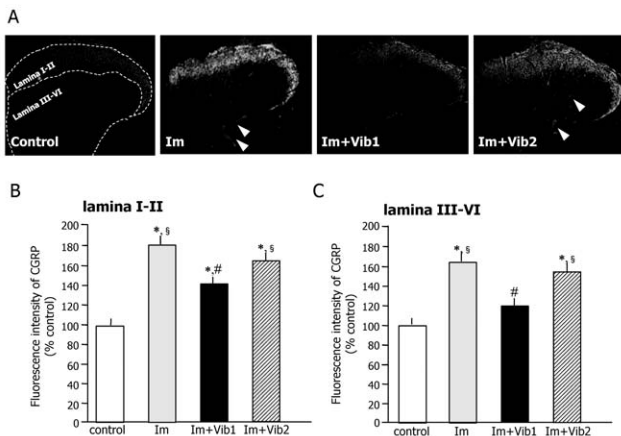 A
Lamina I-II
Lamina III-VI
Control
Im
Im+Vib1
Im+Vib2
B
lamina I-II
Fluorescence intensity of CGRP
(% control)
200
180
160
140
120
100
80
60
40
20
0
*, §
*,#
*, §
control
Im
Im+Vib1
Im+Vib2
C
lamina III-VI
Fluorescence intensity of CGRP
(% control)
200
180
160
140
120
100
80
60
40
20
0
*, §
#
*, §
control
Im
Im+Vib1
Im+Vib2